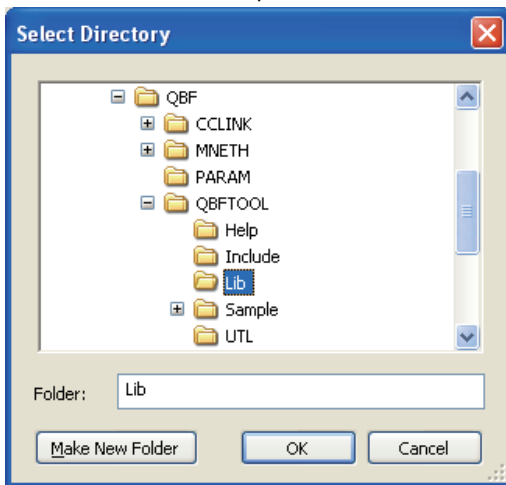 Select Directory
QBF
CCLINK
MNETH
PARAM
QBFTOOL
Help
Include
Lib
Sample
UTL
Folder: Lib
Make New Folder OK Cancel